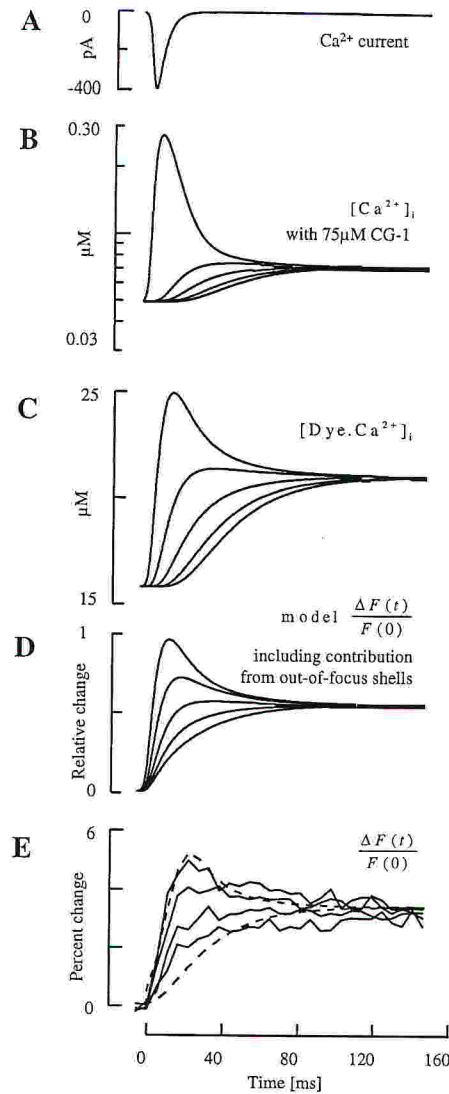 A
0
pA
-400
Ca²⁺ current
B
0.30
μM
0.03
[Ca²⁺]ᵢ
with 75μM CG-1
C
25
μM
15
[Dye.Ca²⁺]ᵢ
D
1
Relative change
0
model ΔF(t)
F(0)
including contribution
from out-of-focus shells
E
6
Percent change
0
ΔF(t)
F(0)
0 40 80 120 160
Time [ms]